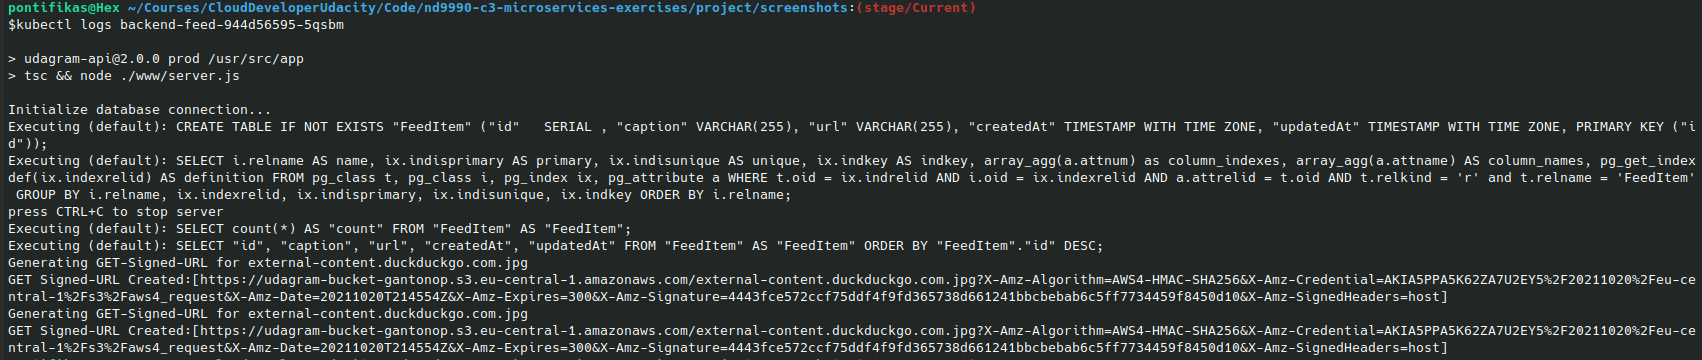 pontifikas@Hex ~/Courses/CloudDeveloperUdacity/Code/nd9990-c3-microservices-exercises/project/screenshots:(stage/Current)
$kubectl logs backend-feed-944d56595-5qsbm
> udagram-api@2.0.0 prod /usr/src/app
> tsc && node ./www/server.js
Initialize database connection...
Executing (default): CREATE TABLE IF NOT EXISTS "FeedItem" ("id"   SERIAL , "caption" VARCHAR(255), "url" VARCHAR(255), "createdAt" TIMESTAMP WITH TIME ZONE, "updatedAt" TIMESTAMP WITH TIME ZONE, PRIMARY KEY ("i
d"));
Executing (default): SELECT i.relname AS name, ix.indisprimary AS primary, ix.indisunique AS unique, ix.indkey AS indkey, array_agg(a.attnum) as column_indexes, array_agg(a.attname) AS column_names, pg_get_index
def(ix.indexrelid) AS definition FROM pg_class t, pg_class i, pg_index ix, pg_attribute a WHERE t.oid = ix.indrelid AND i.oid = ix.indexrelid AND a.attrelid = t.oid AND t.relkind = 'r' and t.relname = 'FeedItem'
 GROUP BY i.relname, ix.indexrelid, ix.indisprimary, ix.indisunique, ix.indkey ORDER BY i.relname;
press CTRL+C to stop server
Executing (default): SELECT count(*) AS "count" FROM "FeedItem" AS "FeedItem";
Executing (default): SELECT "id", "caption", "url", "createdAt", "updatedAt" FROM "FeedItem" AS "FeedItem" ORDER BY "FeedItem"."id" DESC;
Generating GET-Signed-URL for external-content.duckduckgo.com.jpg
GET Signed-URL Created:[https://udagram-bucket-gantonop.s3.eu-central-1.amazonaws.com/external-content.duckduckgo.com.jpg?X-Amz-Algorithm=AWS4-HMAC-SHA256&X-Amz-Credential=AKIA5PPA5K62ZA7U2EY5%2F20211020%2Feu-ce
ntral-1%2Fs3%2Faws4_request&X-Amz-Date=20211020T214554Z&X-Amz-Expires=300&X-Amz-Signature=4443fce572ccf75ddf4f9fd365738d661241bbcbebab6c5ff7734459f8450d10&X-Amz-SignedHeaders=host]
Generating GET-Signed-URL for external-content.duckduckgo.com.jpg
GET Signed-URL Created:[https://udagram-bucket-gantonop.s3.eu-central-1.amazonaws.com/external-content.duckduckgo.com.jpg?X-Amz-Algorithm=AWS4-HMAC-SHA256&X-Amz-Credential=AKIA5PPA5K62ZA7U2EY5%2F20211020%2Feu-ce
ntral-1%2Fs3%2Faws4_request&X-Amz-Date=20211020T214554Z&X-Amz-Expires=300&X-Amz-Signature=4443fce572ccf75ddf4f9fd365738d661241bbcbebab6c5ff7734459f8450d10&X-Amz-SignedHeaders=host]